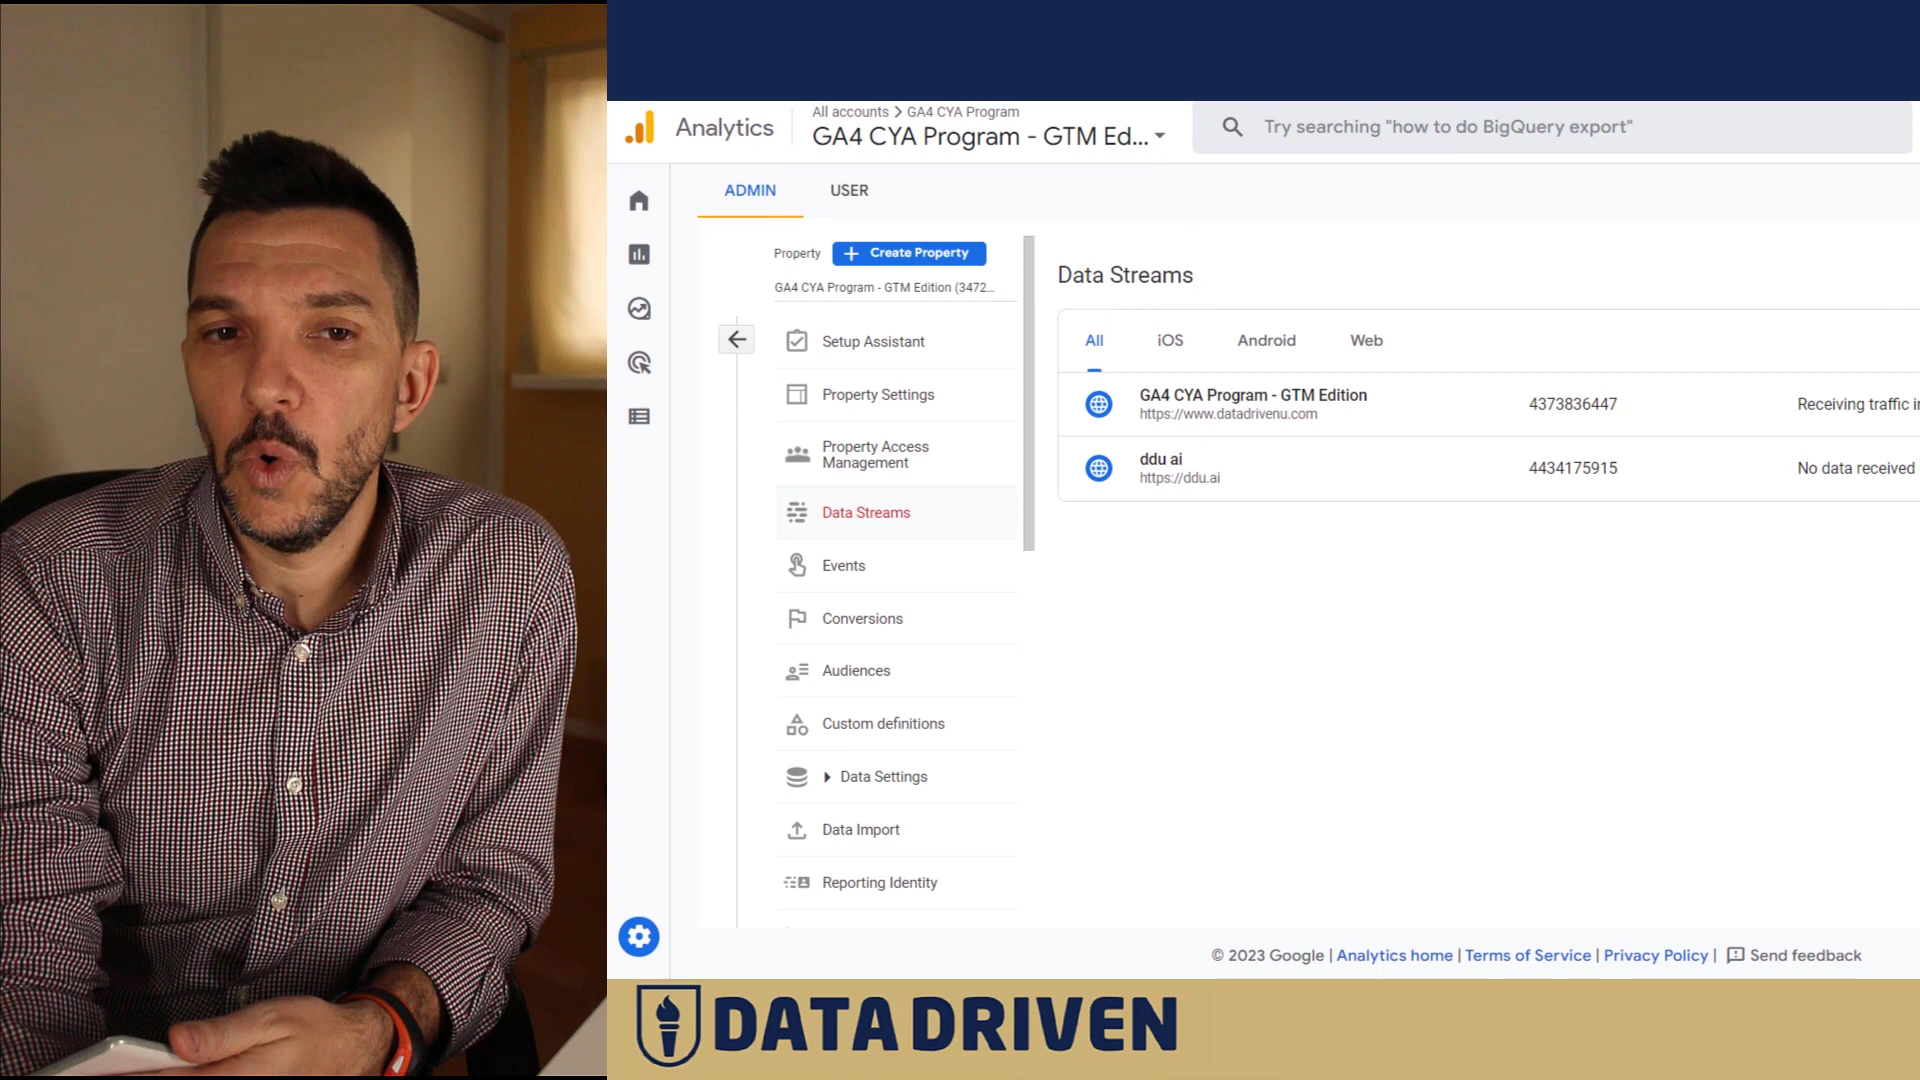 All accounts > GA4 CYA Program
Analytics
GA4 CYA Program - GTM Ed...
Try searching "how to do BigQuery export"
ADMIN
USER
Property
Create Property
GA4 CYA Program - GTM Edition (3472...
Setup Assistant
Property Settings
Property Access
Management
Data Streams
Events
Conversions
Audiences
Custom definitions
Data Settings
Data Import
Reporting Identity
Data Streams
All
iOS
Android
Web
GA4 CYA Program - GTM Edition
https://www.datadrivenu.com
4373836447
Receiving traffic in
ddu ai
https://ddu.ai
4434175915
No data received
© 2023 Google | Analytics home | Terms of Service | Privacy Policy | Send feedback
DATA DRIVEN